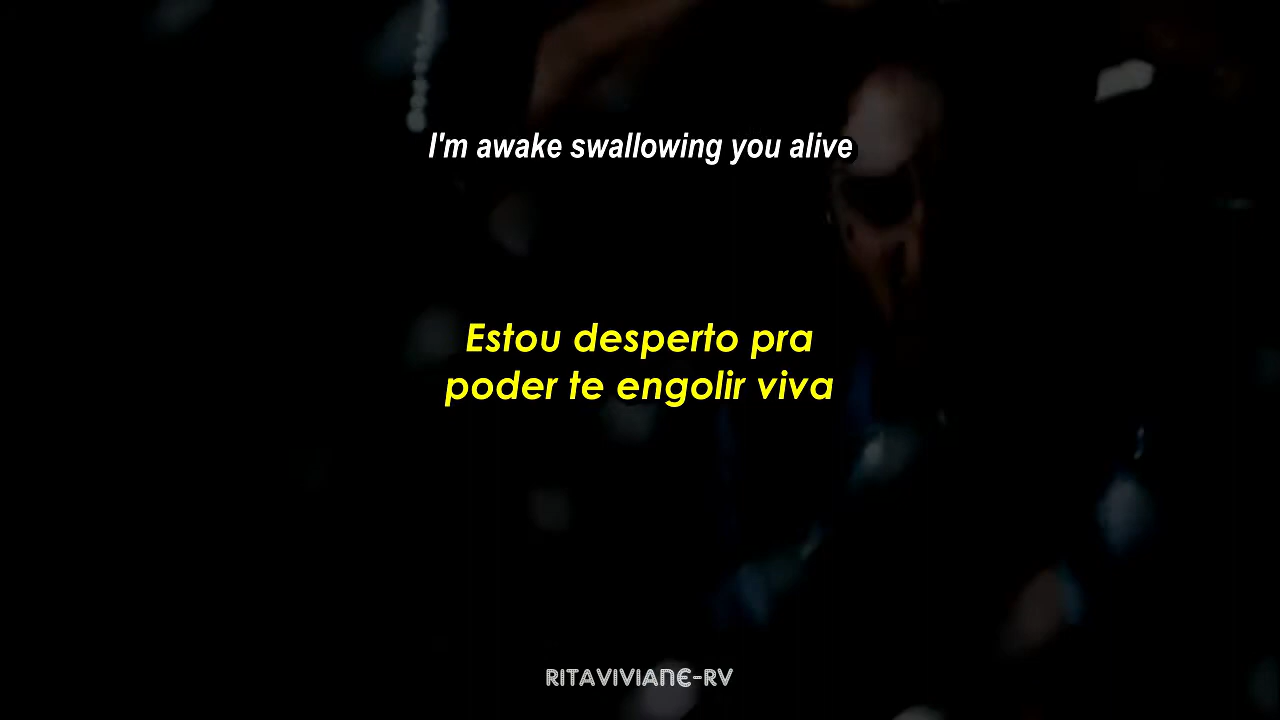 I'm awake swallowing you alive
Estou desperto pra
poder te engolir viva
RITAVIVIANE-RV